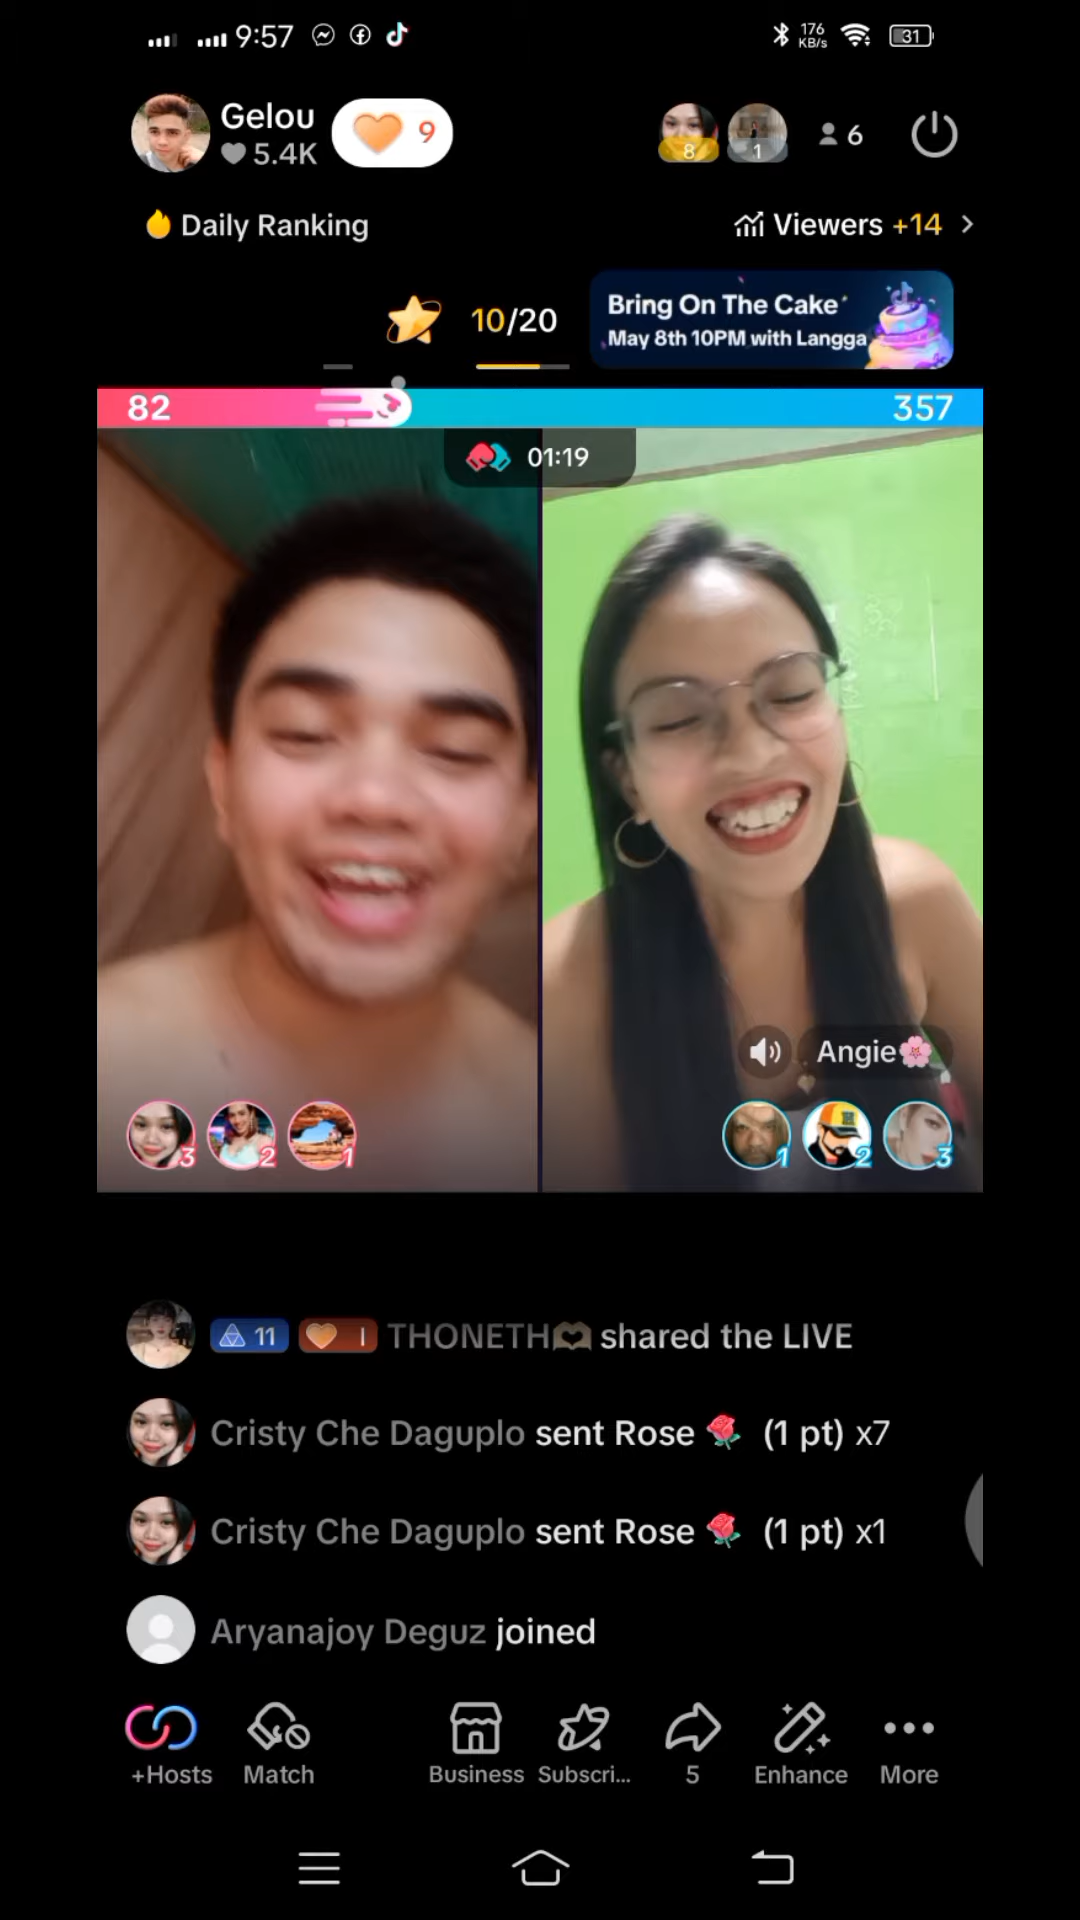 9:57
176
KB/s
31
Gelou
5.4K
9
8
1
6
Daily Ranking
Viewers +14 >
10/20
Bring On The Cake
May 8th 10PM with Langga
82
357
01:19
Angie🌸
3
2
1
1
2
3
11
I
THONETH🫶 shared the LIVE
Cristy Che Daguplo sent Rose 🌹 (1 pt) x7
Cristy Che Daguplo sent Rose 🌹 (1 pt) x1
Aryanajoy Deguz joined
+Hosts
Match
Business
Subscri...
5
Enhance
More